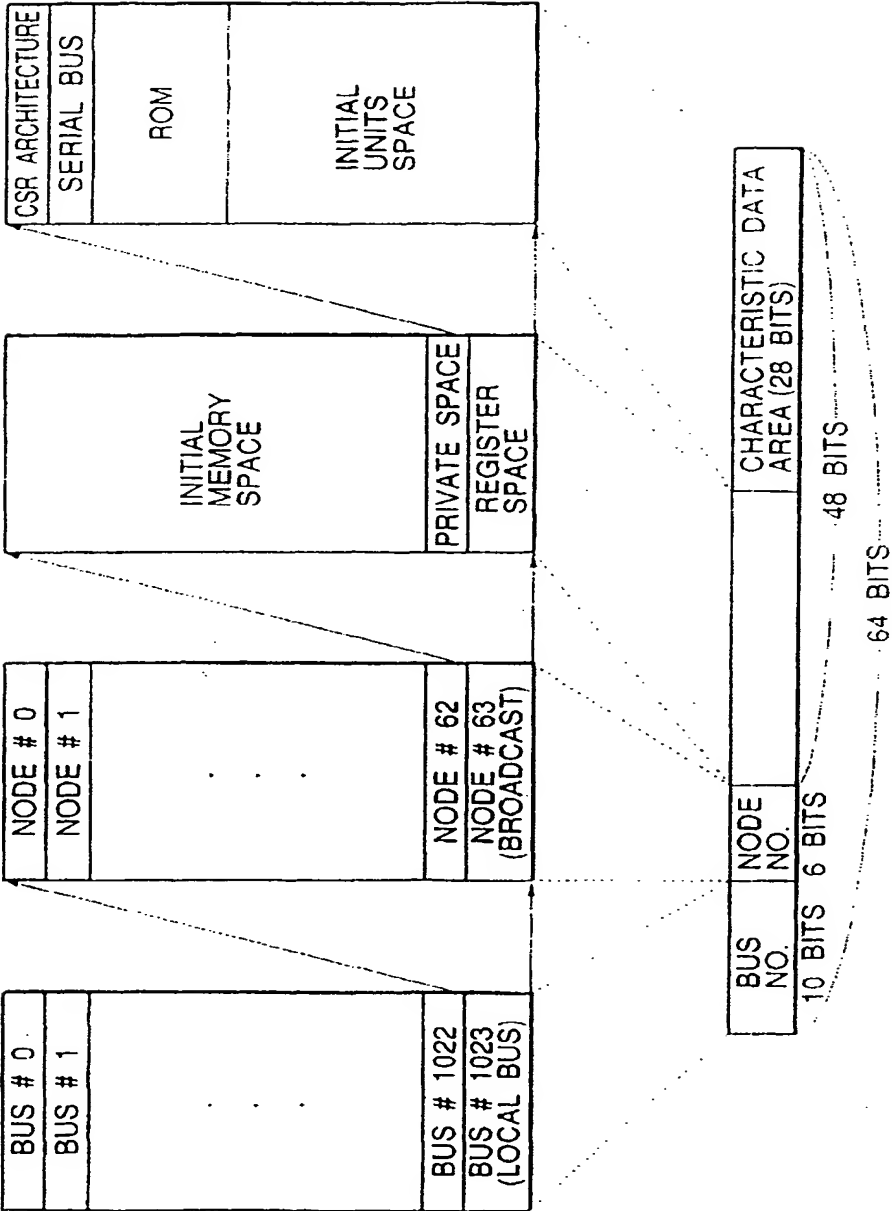 BUS # 0
BUS # 1
BUS # 1022
BUS # 1023
(LOCAL BUS)
NODE # 0
NODE # 1
NODE # 62
NODE # 63
(BROADCAST)
INITIAL
MEMORY
SPACE
PRIVATE SPACE
REGISTER
SPACE
CSR ARCHITECTURE
SERIAL BUS
ROM
INITIAL
UNITS
SPACE
BUS
NO.
NODE
NO.
CHARACTERISTIC DATA
AREA (28 BITS)
10 BITS
6 BITS
48 BITS
64 BITS